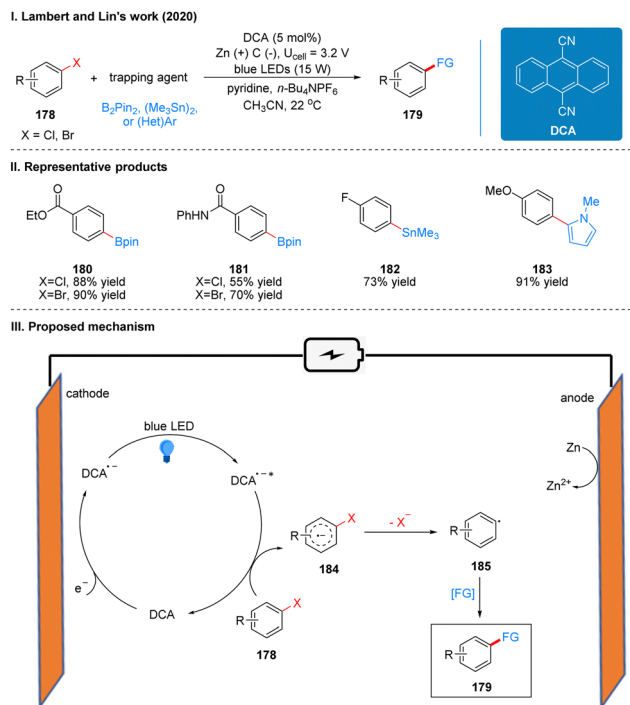 I. Lambert and Lin's work (2020)
R
X
178
X = Cl, Br
+
trapping agent
B2Pin2, (Me3Sn)2,
or (Het)Ar
DCA (5 mol%)
Zn (+) C (-), Ucell = 3.2 V
blue LEDs (15 W)
pyridine, n-Bu4NPF6
CH3CN, 22 ⁰C
R
FG
179
CN
CN
DCA
II. Representative products
O
EtO
Bpin
180
X=Cl, 88% yield
X=Br, 90% yield
O
PhHN
Bpin
181
X=Cl, 55% yield
X=Br, 70% yield
F
SnMe3
182
73% yield
MeO
Me
N
183
91% yield
III. Proposed mechanism
cathode
anode
blue LED
DCA•−
DCA•−*
e−
DCA
R
X
•−
184
R
X
178
- X−
R
•
185
[FG]
R
FG
179
Zn
Zn2+